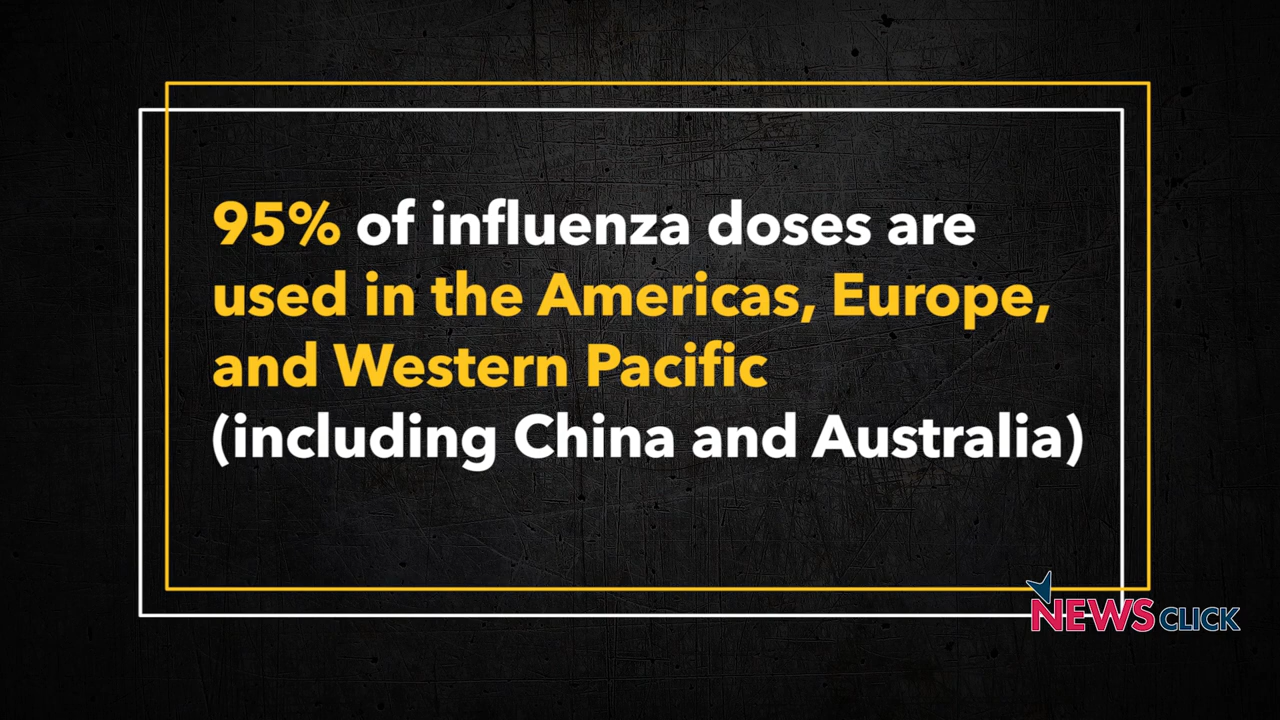 95% of influenza doses are
used in the Americas, Europe,
and Western Pacific
(including China and Australia)
NEWSCLICK